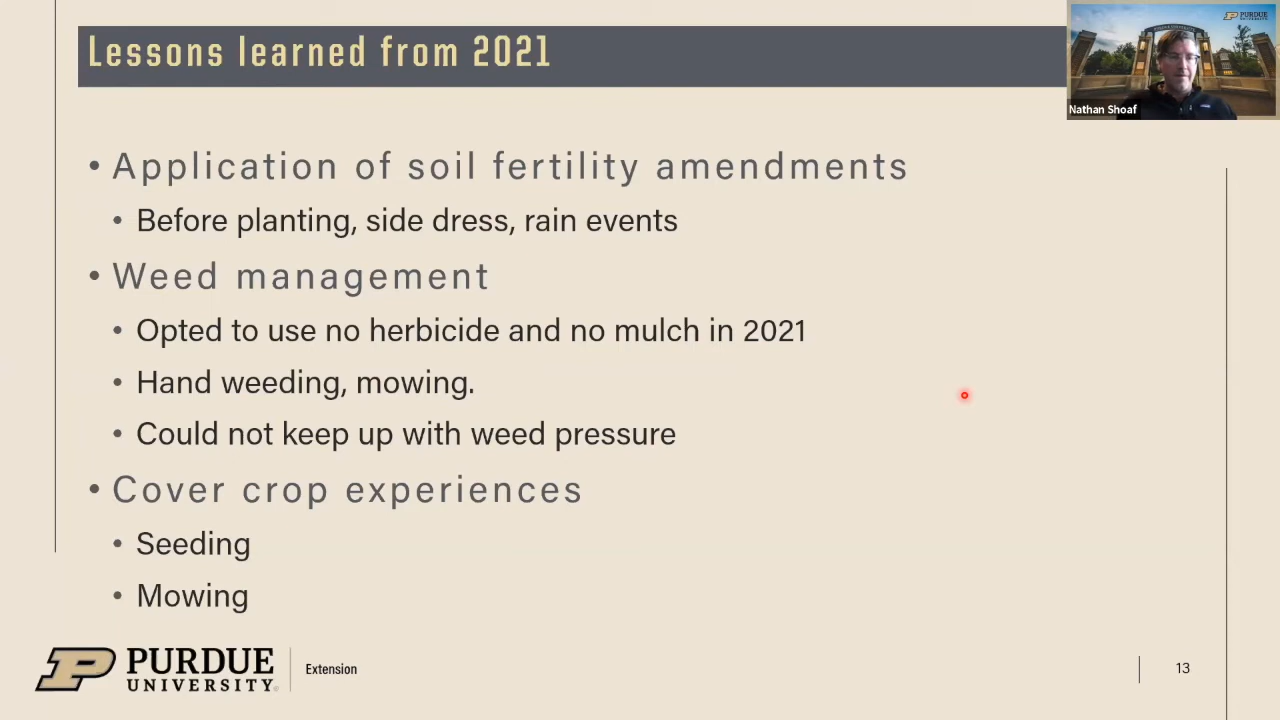 Lessons learned from 2021
PURDUE
UNIVERSITY
Nathan Shoaf
• Application of soil fertility amendments
• Before planting, side dress, rain events
• Weed management
• Opted to use no herbicide and no mulch in 2021
• Hand weeding, mowing.
• Could not keep up with weed pressure
• Cover crop experiences
• Seeding
• Mowing
PURDUE
UNIVERSITY®
Extension
13